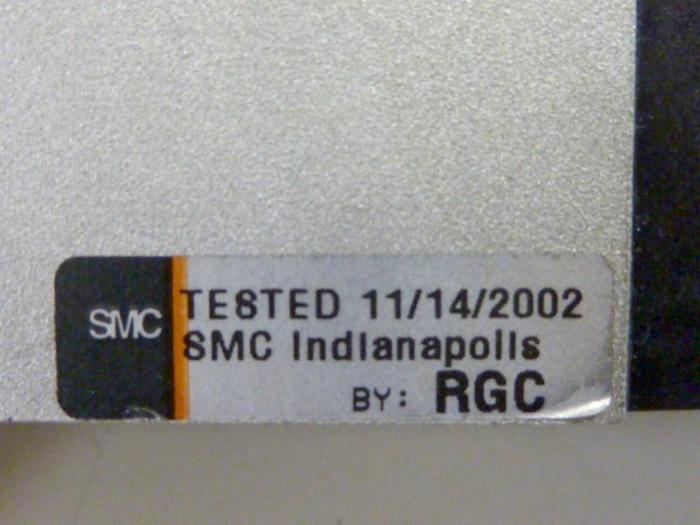 SMC
TESTED 11/14/2002
SMC Indianapolis
BY: RGC